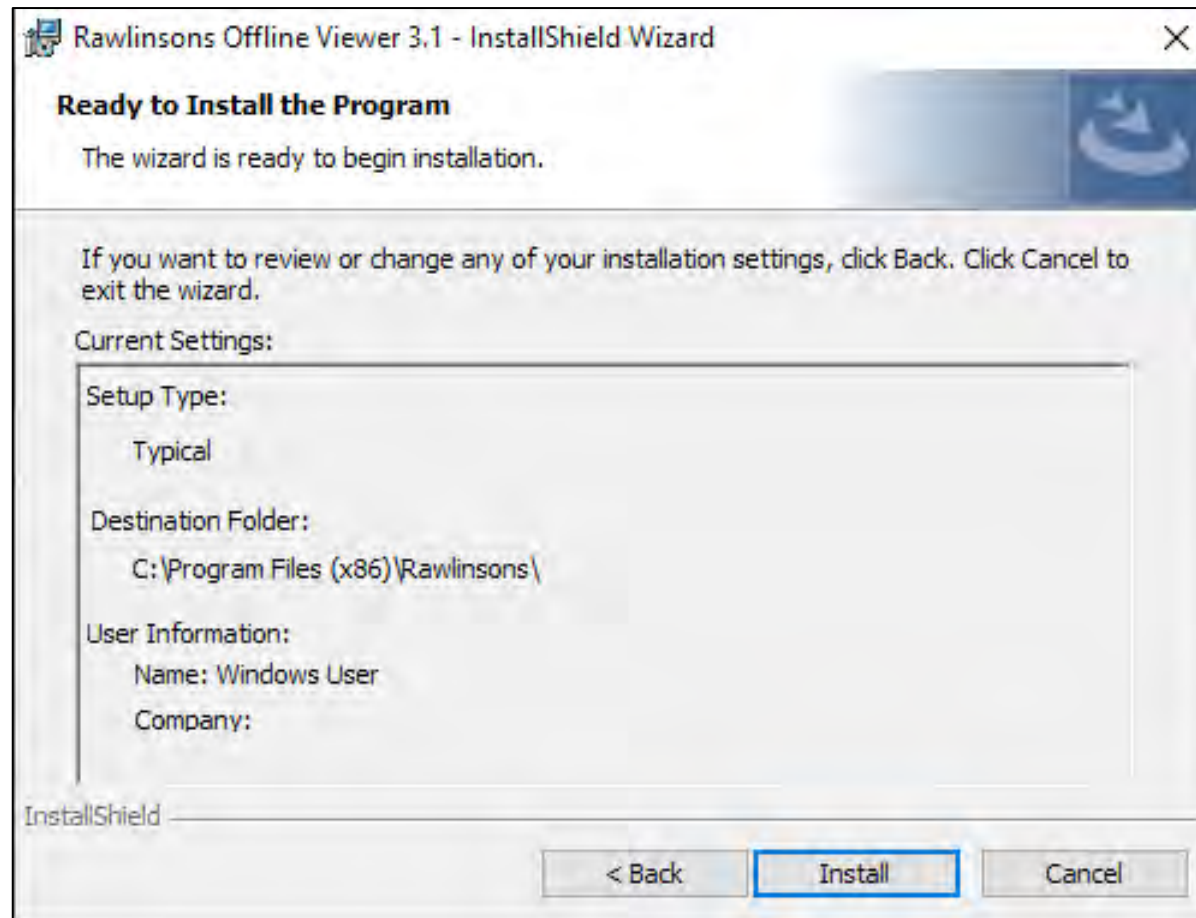 Rawlinsons Offline Viewer 3.1 - InstallShield Wizard
Ready to Install the Program
The wizard is ready to begin installation.
If you want to review or change any of your installation settings, click Back. Click Cancel to
exit the wizard.
Current Settings:
Setup Type:
Typical
Destination Folder:
C:\Program Files (x86)\Rawlinsons\
User Information:
Name: Windows User
Company:
InstallShield
< Back
Install
Cancel